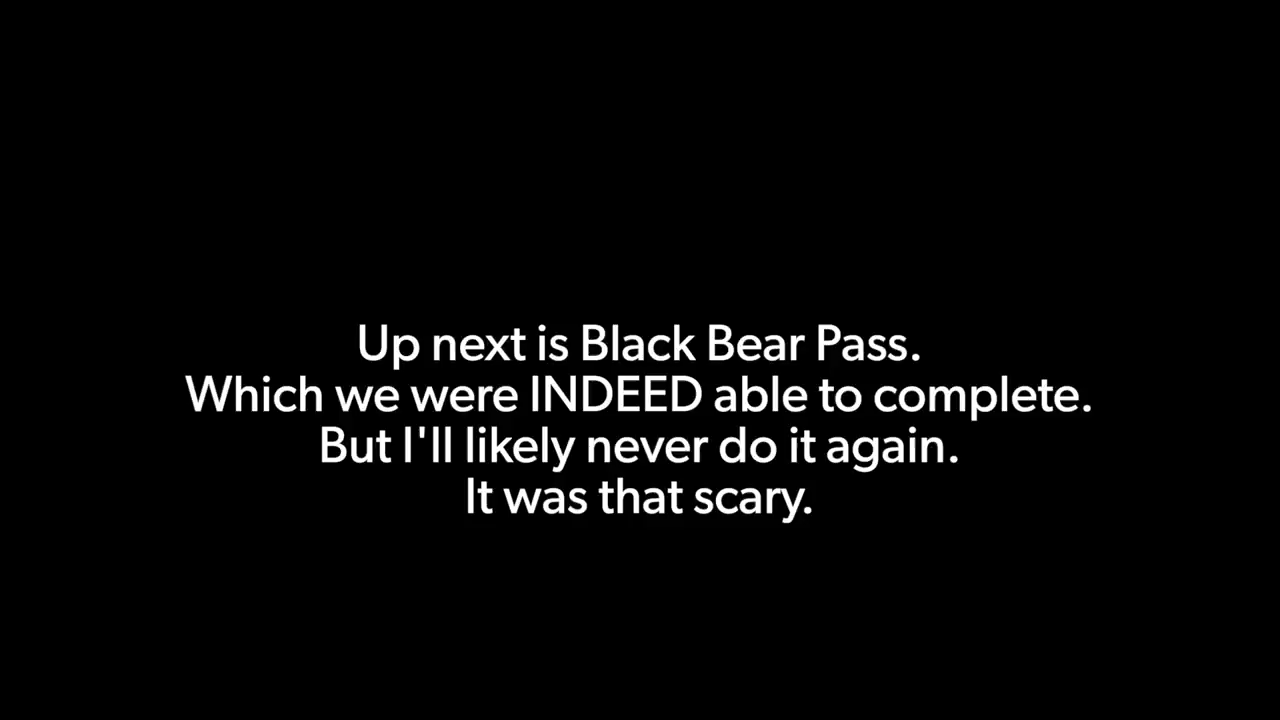 Up next is Black Bear Pass.
Which we were INDEED able to complete.
But I'll likely never do it again.
It was that scary.